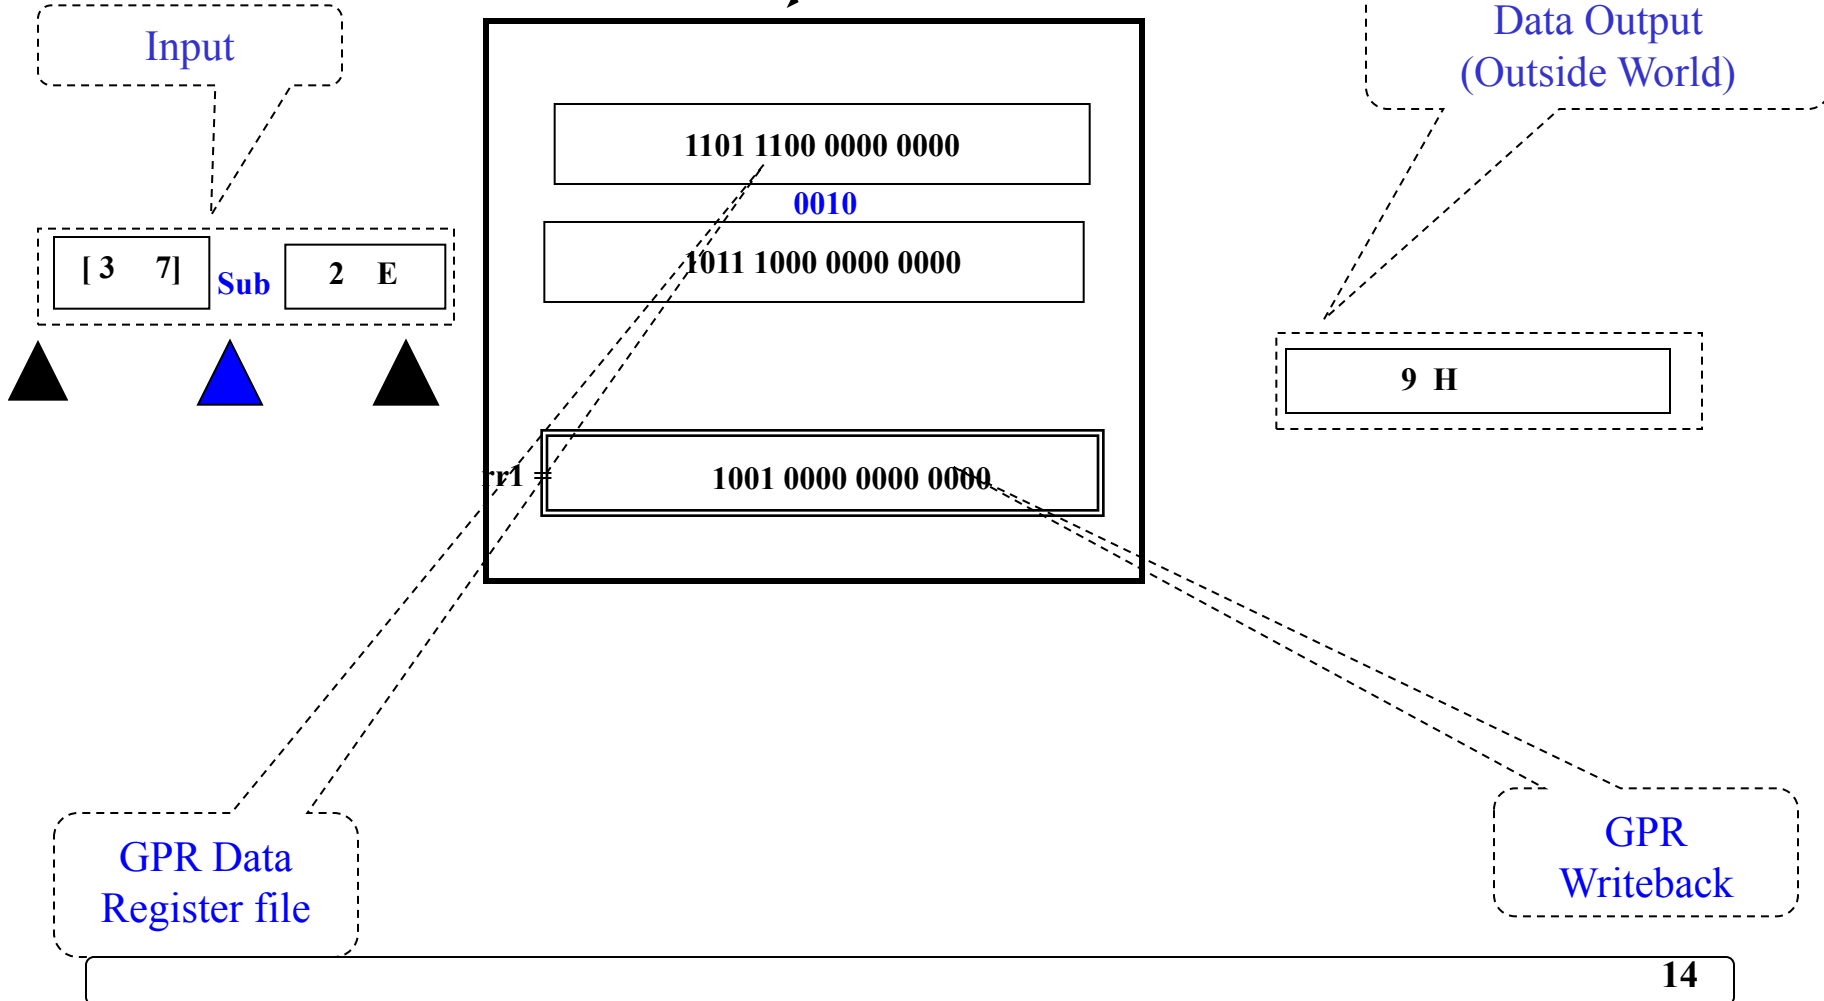 Input
Data Output
(Outside World)
1101 1100 0000 0000
0010
1011 1000 0000 0000
[ 3 7]
Sub
2 E
9 H
rr1 =
1001 0000 0000 0000
GPR Data
Register file
GPR
Writeback
14